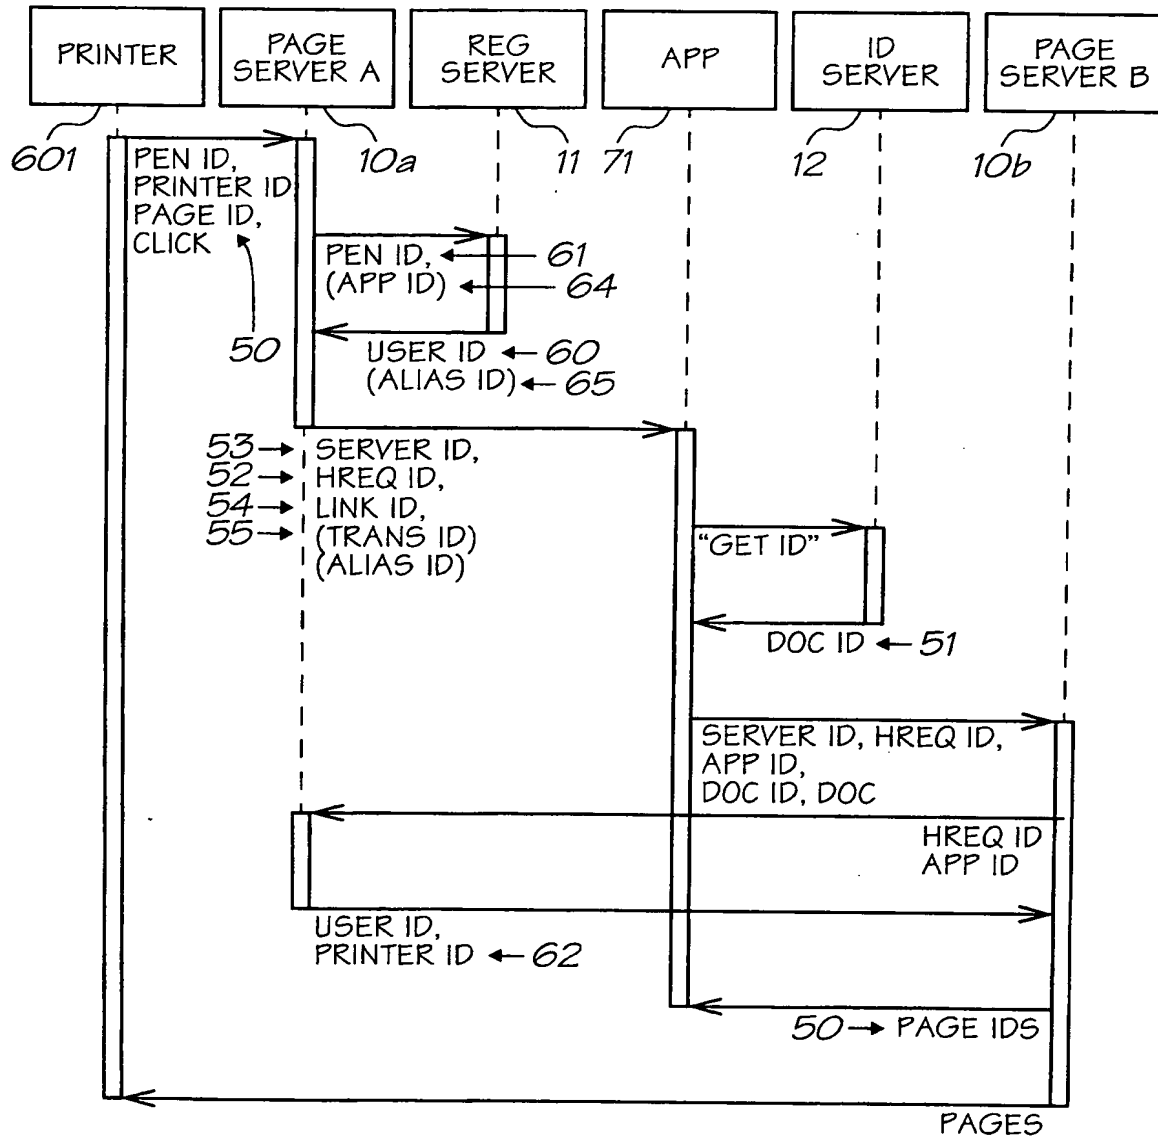 PRINTER
PAGE
SERVER A
REG
SERVER
APP
ID
SERVER
PAGE
SERVER B
601
10a
11
71
12
10b
PEN ID,
PRINTER ID
PAGE ID,
CLICK
50
PEN ID,
61
(APP ID)
64
USER ID
60
(ALIAS ID)
65
53
SERVER ID,
52
HREQ ID,
54
LINK ID,
55
(TRANS ID)
(ALIAS ID)
"GET ID"
DOC ID
51
SERVER ID, HREQ ID,
APP ID,
DOC ID, DOC
HREQ ID
APP ID
USER ID,
PRINTER ID
62
50
PAGE IDS
PAGES